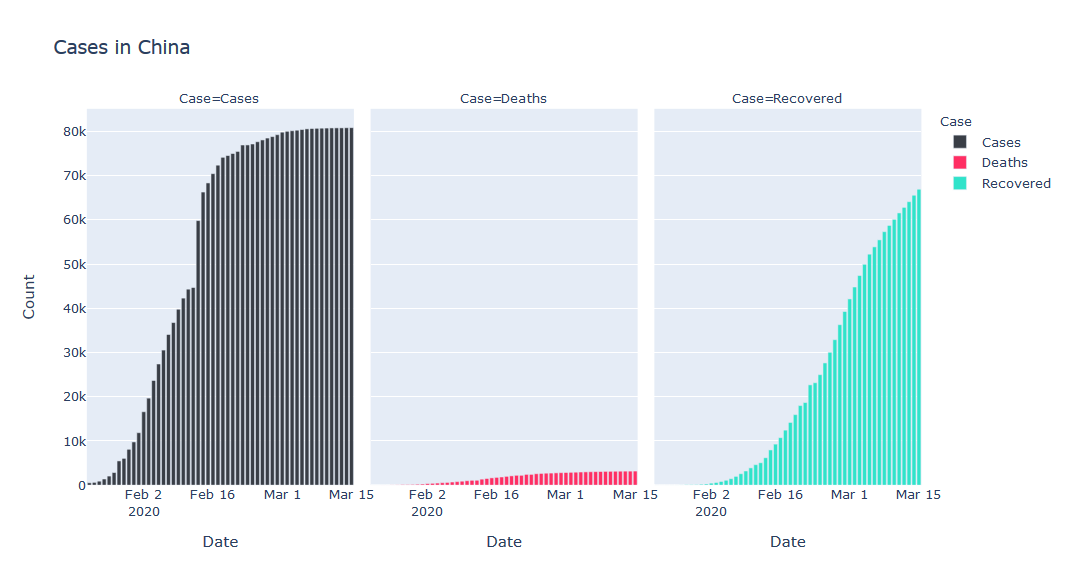 Cases in China
Case=Cases
Case=Deaths
Case=Recovered
Case
Cases
Deaths
Recovered
Count
80k
70k
60k
50k
40k
30k
20k
10k
0
Feb 2
2020
Feb 16
Mar 1
Mar 15
Feb 2
2020
Feb 16
Mar 1
Mar 15
Feb 2
2020
Feb 16
Mar 1
Mar 15
Date
Date
Date